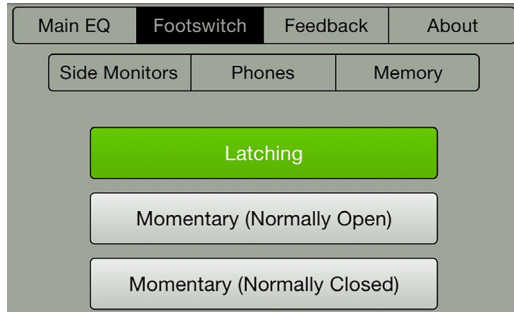 Main EQ Footswitch Feedback About
Side Monitors Phones Memory
Latching
Momentary (Normally Open)
Momentary (Normally Closed)